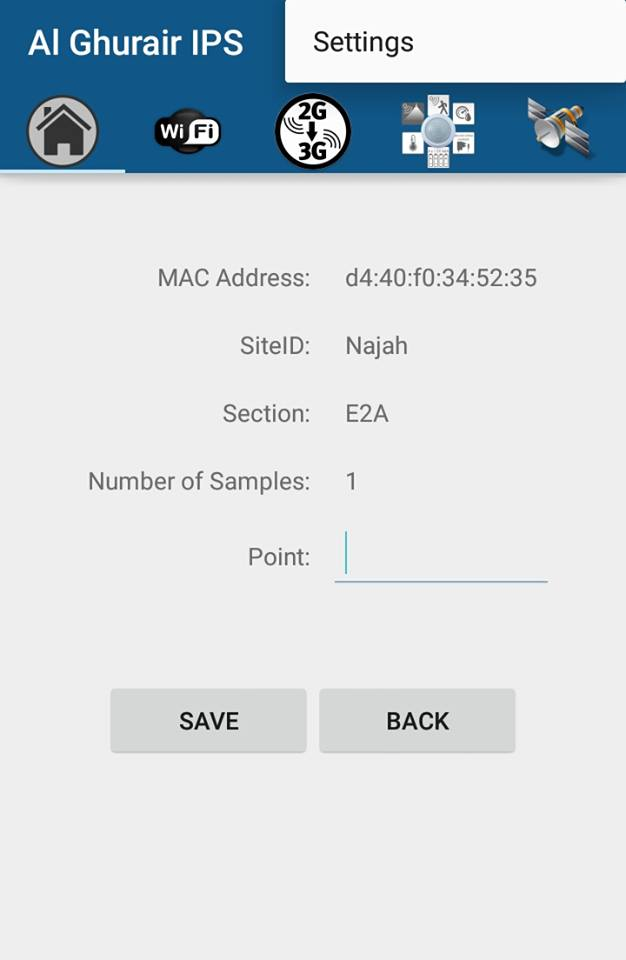 Al Ghurair IPS
Settings
Wi Fi
2G
3G
MAC Address: d4:40:f0:34:52:35
SiteID: Najah
Section: E2A
Number of Samples: 1
Point:
SAVE BACK